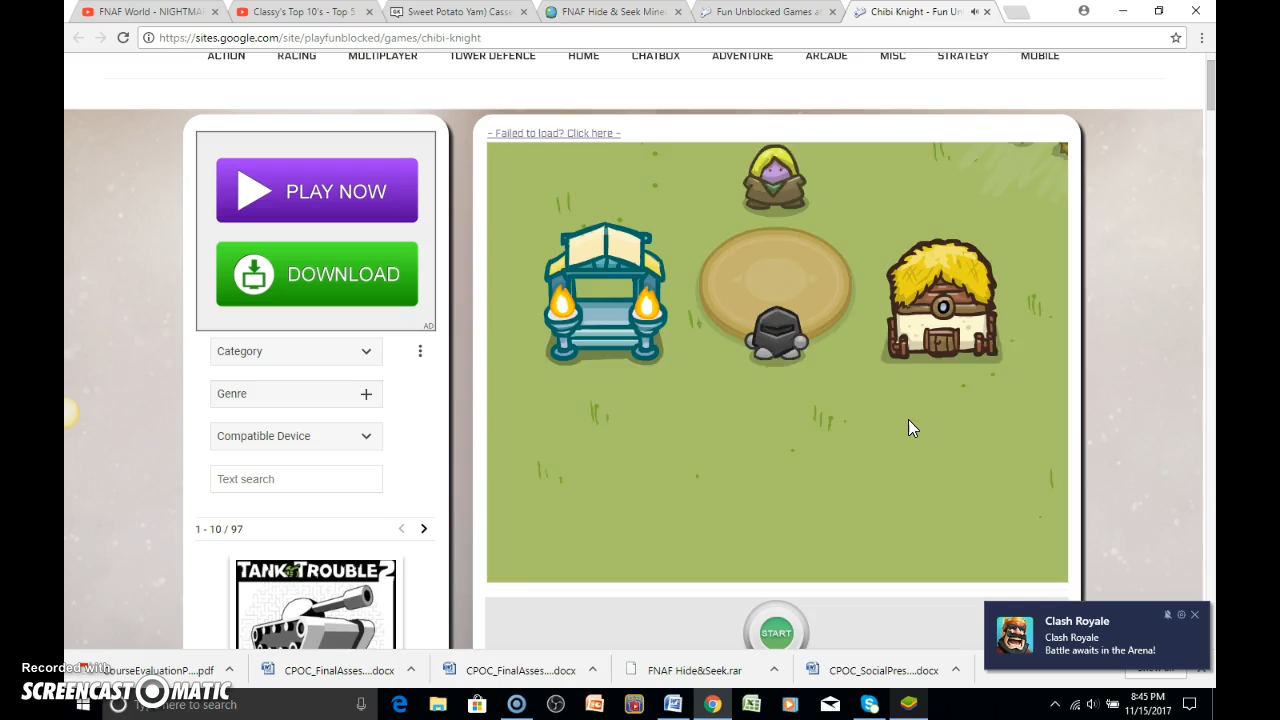 FNAF World - NIGHTMA
Classy's Top 10's - Top 5
Sweet Potato Yam) Casse
FNAF Hide & Seek Mine
Fun Unblocked Games at
Chibi Knight - Fun Un
https://sites.google.com/site/playfunblocked/games/chibi-knight
ACTION RACING MULTIPLAYER TOWER DEFENCE HOME CHATBOX ADVENTURE ARCADE MISC STRATEGY MOBILE
- Failed to load? Click here -
PLAY NOW
DOWNLOAD
AD
Category
Genre
Compatible Device
Text search
1 - 10 / 97
TANK TROUBLE 2
START
Clash Royale
Clash Royale
Battle awaits in the Arena!
Recorded with
SCREENCAST O MATIC
CourseEvaluationP....pdf
CPOC_FinalAsses....docx
CPOC_FinalAsses....docx
FNAF Hide&Seek.rar
CPOC_SocialPres....docx
here to search
8:45 PM
11/15/2017